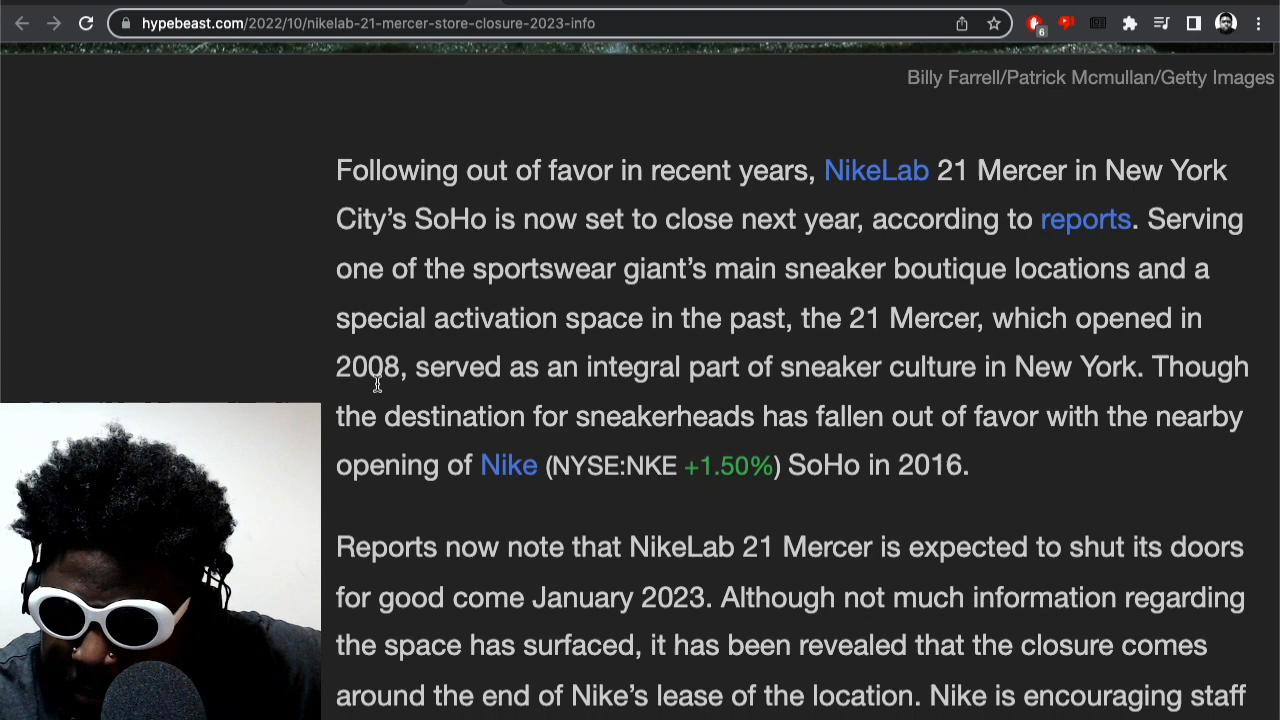 hypebeast.com/2022/10/nikelab-21-mercer-store-closure-2023-info
6
Billy Farrell/Patrick Mcmullan/Getty Images
Following out of favor in recent years, NikeLab 21 Mercer in New York
City's SoHo is now set to close next year, according to reports. Serving
one of the sportswear giant's main sneaker boutique locations and a
special activation space in the past, the 21 Mercer, which opened in
2008, served as an integral part of sneaker culture in New York. Though
the destination for sneakerheads has fallen out of favor with the nearby
opening of Nike (NYSE:NKE +1.50%) SoHo in 2016.
Reports now note that NikeLab 21 Mercer is expected to shut its doors
for good come January 2023. Although not much information regarding
the space has surfaced, it has been revealed that the closure comes
around the end of Nike's lease of the location. Nike is encouraging staff